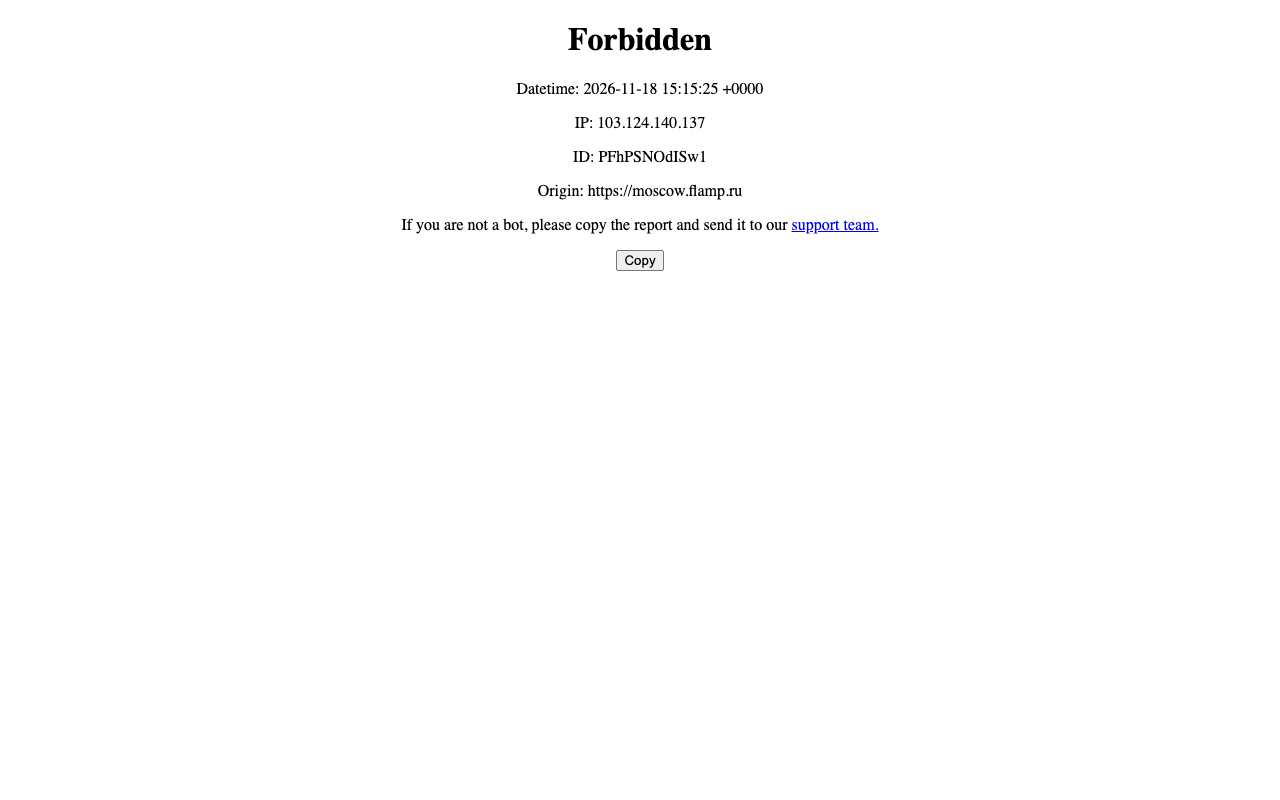 Forbidden
Datetime: 2026-11-18 15:15:25 +0000
IP: 103.124.140.137
ID: PFhPSNOdISw1
Origin: https://moscow.flamp.ru
If you are not a bot, please copy the report and send it to our support team.
Copy